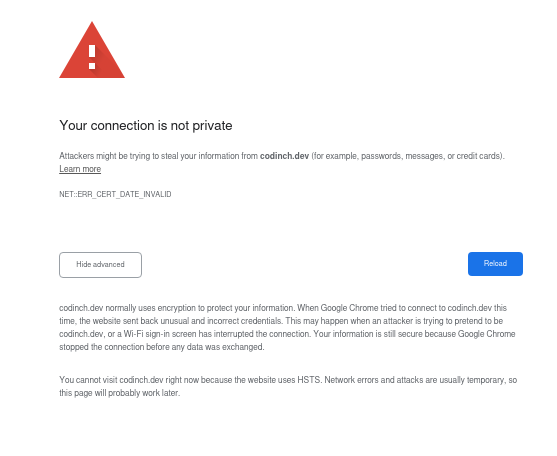 Your connection is not private
Attackers might be trying to steal your information from codinch.dev (for example, passwords, messages, or credit cards).
Learn more
NET::ERR_CERT_DATE_INVALID
Hide advanced
Reload
codinch.dev normally uses encryption to protect your information. When Google Chrome tried to connect to codinch.dev this
time, the website sent back unusual and incorrect credentials. This may happen when an attacker is trying to pretend to be
codinch.dev, or a Wi-Fi sign-in screen has interrupted the connection. Your information is still secure because Google Chrome
stopped the connection before any data was exchanged.
You cannot visit codinch.dev right now because the website uses HSTS. Network errors and attacks are usually temporary, so
this page will probably work later.